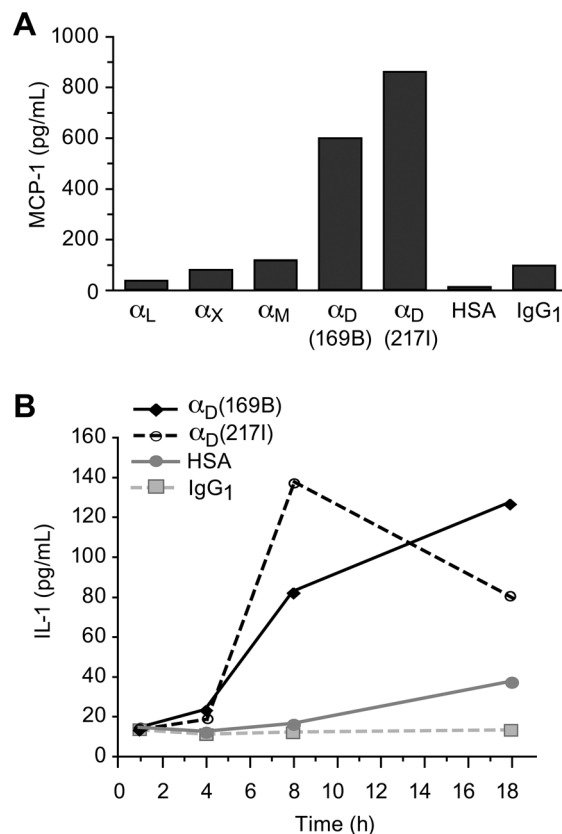 A
MCP-1 (pg/mL)
1000
800
600
400
200
0
αL αX αM αD αD HSA IgG1
(169B) (217I)
B
αD(169B)
αD(217I)
HSA
IgG1
IL-1 (pg/mL)
160
140
120
100
80
60
40
20
0
0 2 4 6 8 10 12 14 16 18
Time (h)